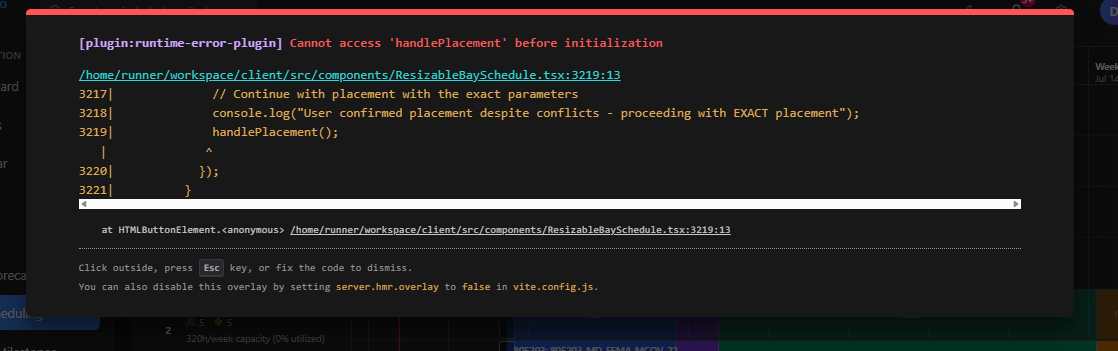 [plugin:runtime-error-plugin] Cannot access 'handlePlacement' before initialization
/home/runner/workspace/client/src/components/ResizableBaySchedule.tsx:3219:13
3217|             // Continue with placement with the exact parameters
3218|             console.log("User confirmed placement despite conflicts - proceeding with EXACT placement");
3219|             handlePlacement();
    |             ^
3220|           });
3221|         }
at HTMLButtonElement.<anonymous> /home/runner/workspace/client/src/components/ResizableBaySchedule.tsx:3219:13
Click outside, press Esc key, or fix the code to dismiss.
You can also disable this overlay by setting server.hmr.overlay to false in vite.config.js.
Week
Jul 14
D
2
5 5
320h/week capacity (0% utilized)